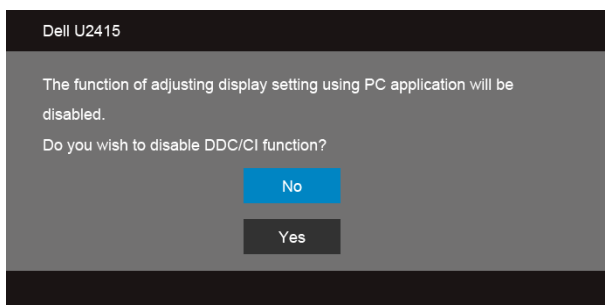 Dell U2415
The function of adjusting display setting using PC application will be
disabled.
Do you wish to disable DDC/CI function?
No
Yes